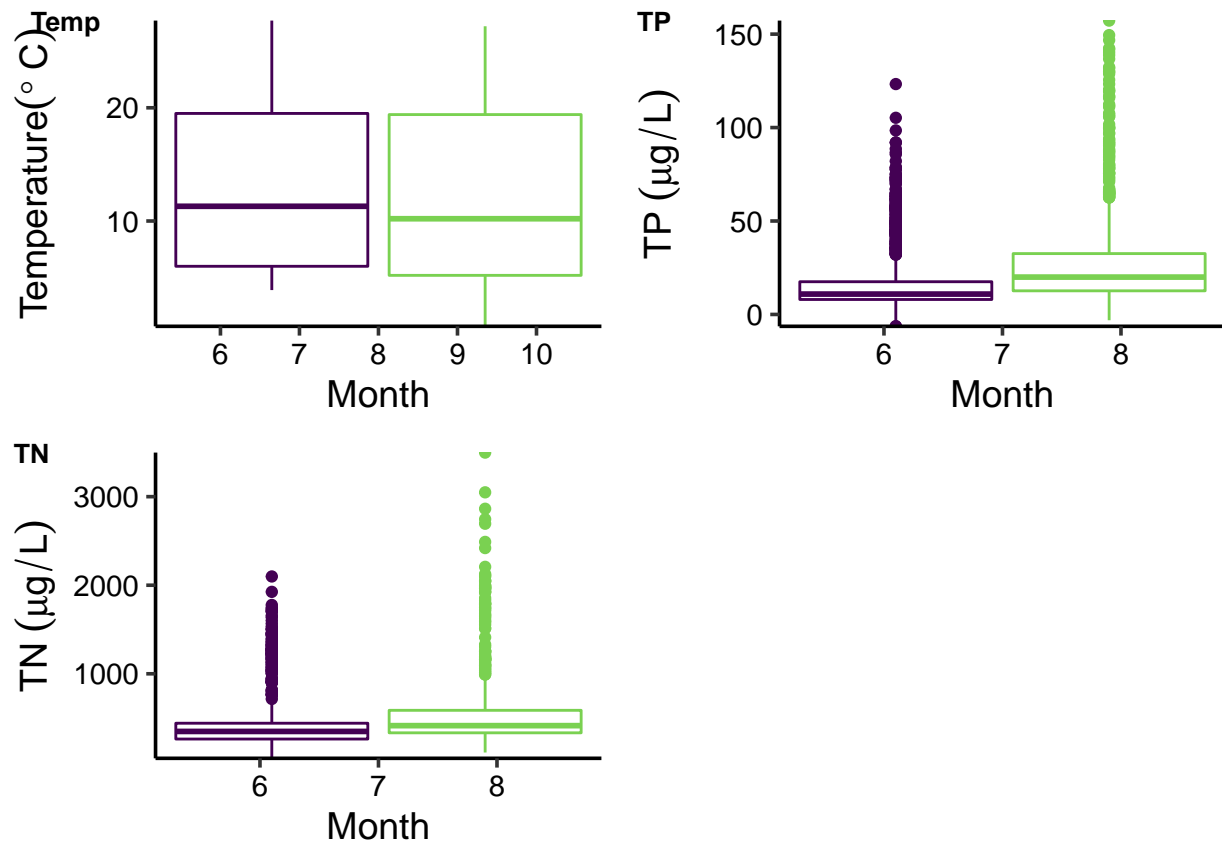 Temp
Temperature(° C)
20
10
6 7 8 9 10
Month
TP
TP (μg/L)
150
100
50
0
6 7 8
Month
TN
TN (μg/L)
3000
2000
1000
6 7 8
Month